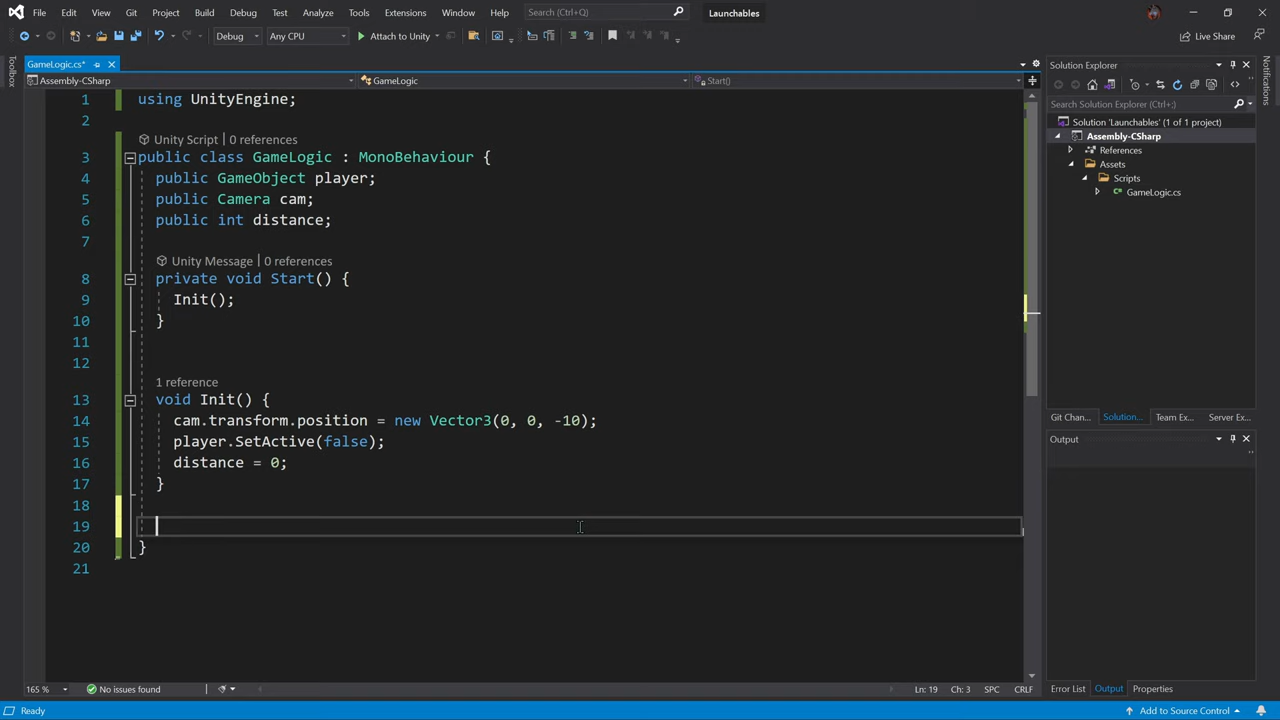 File Edit View Git Project Build Debug Test Analyze Tools Extensions Window Help Search (Ctrl+Q) Launchables
Debug Any CPU Attach to Unity Live Share
GameLogic.cs*
Assembly-CSharp GameLogic Start()
1 using UnityEngine;
2
Unity Script | 0 references
3 public class GameLogic : MonoBehaviour {
4 public GameObject player;
5 public Camera cam;
6 public int distance;
7
Unity Message | 0 references
8 private void Start() {
9 Init();
10 }
11
12
1 reference
13 void Init() {
14 cam.transform.position = new Vector3(0, 0, -10);
15 player.SetActive(false);
16 distance = 0;
17 }
18
19
20 }
21
165 % No issues found Ln: 19 Ch: 3 SPC CRLF
Ready Add to Source Control
Toolbox
Solution Explorer
Search Solution Explorer (Ctrl+;)
Solution 'Launchables' (1 of 1 project)
Assembly-CSharp
References
Assets
Scripts
GameLogic.cs
Git Chan... Solution... Team Ex... Server Ex...
Output
Error List Output Properties
Notifications